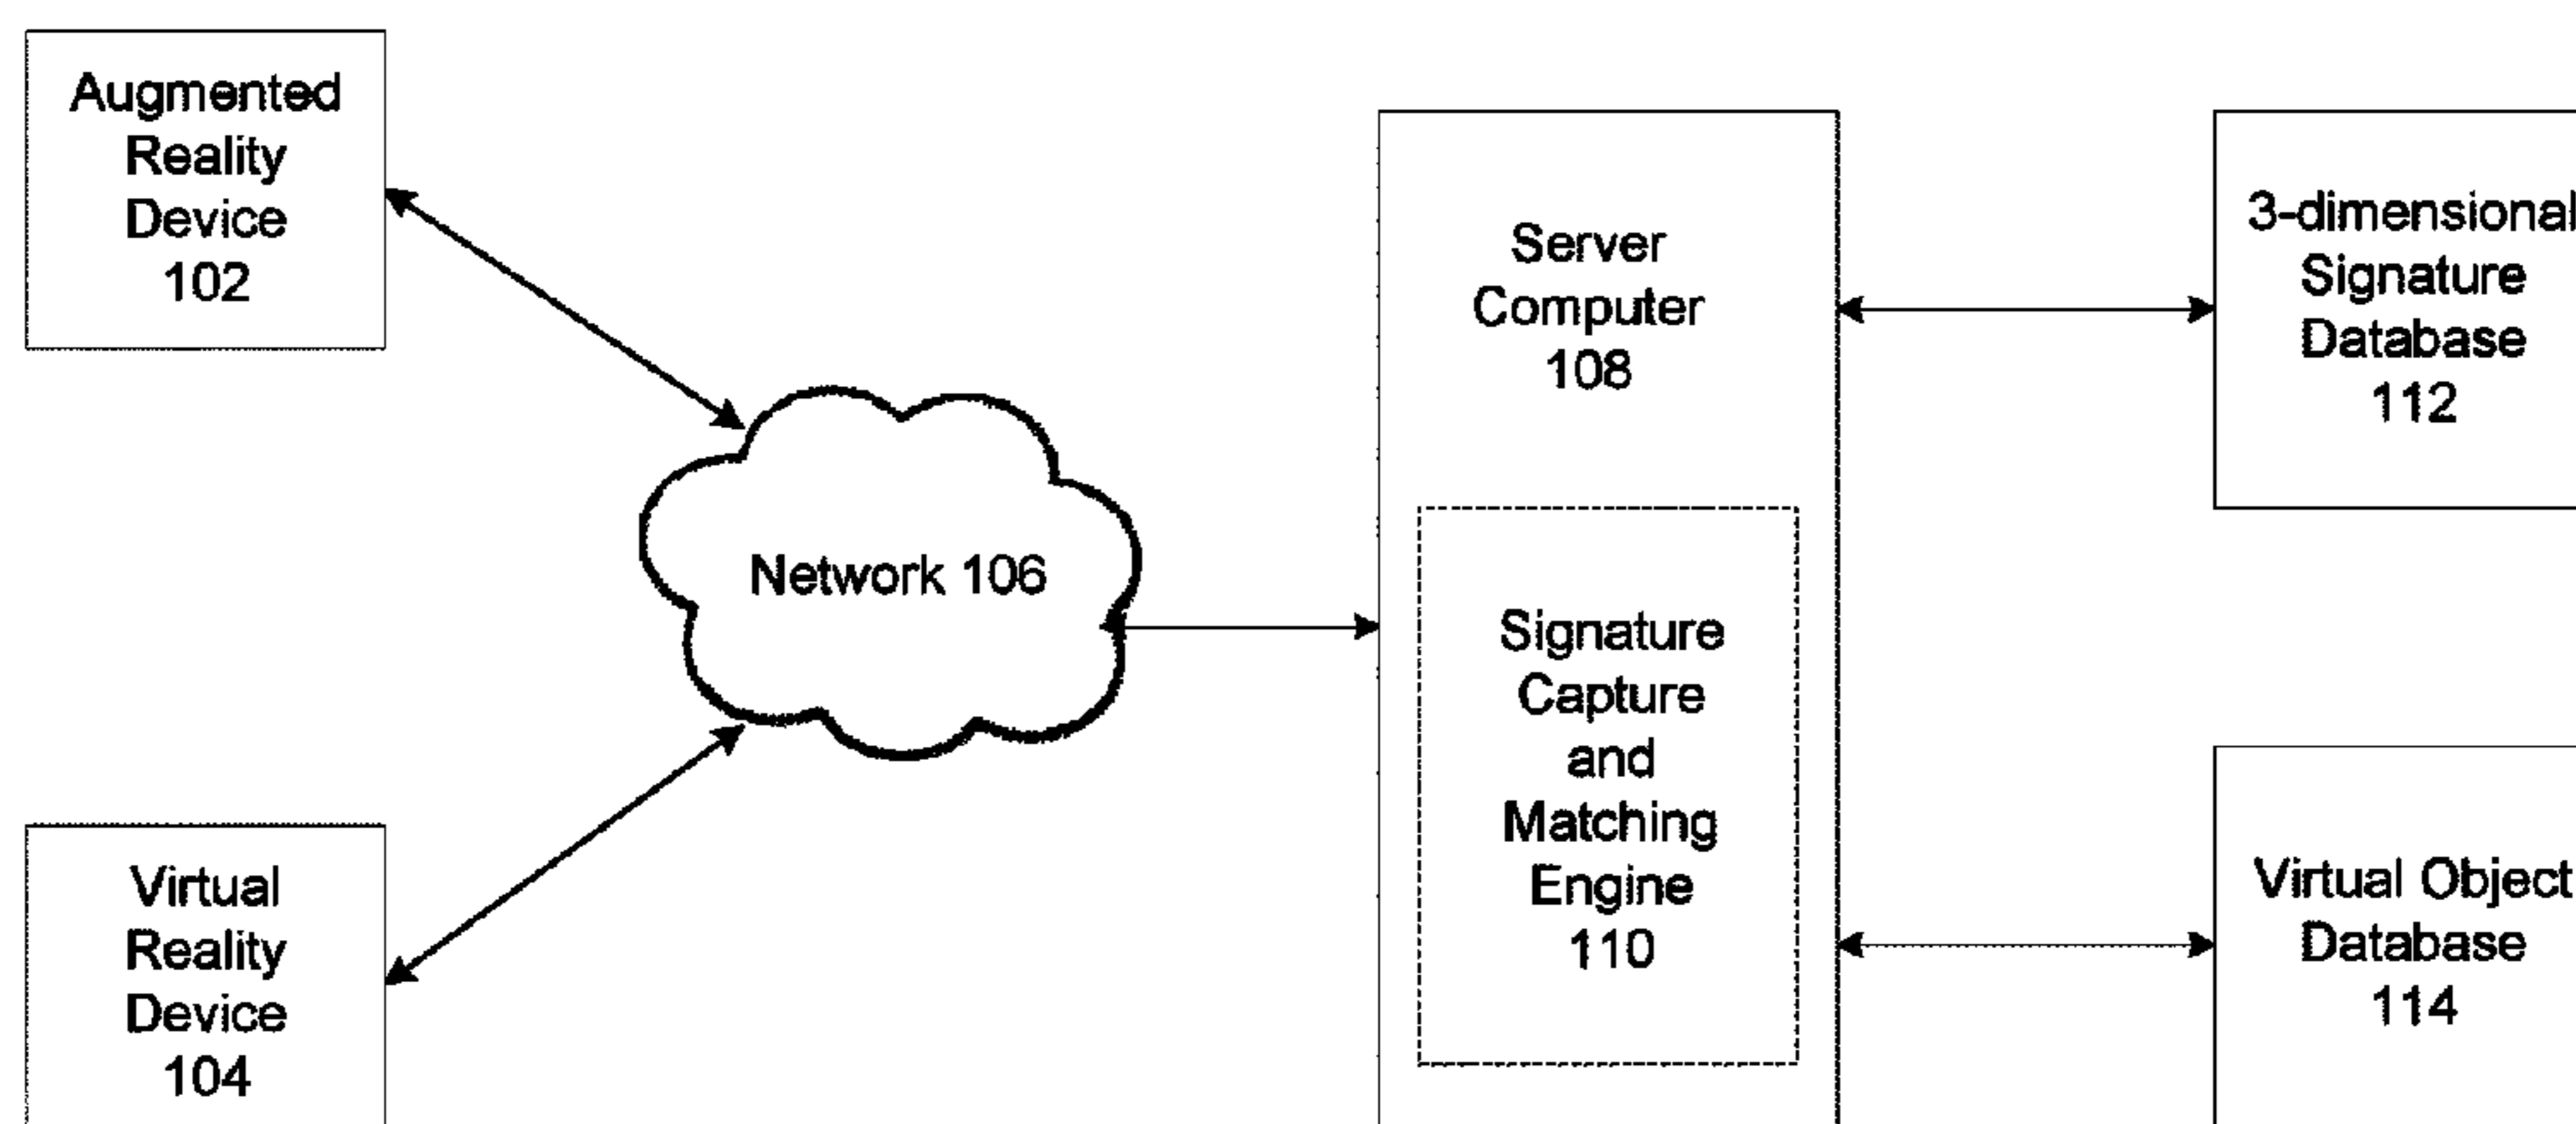 Augmented
Reality
Device
102
Virtual
Reality
Device
104
Network 106
Server
Computer
108
Signature
Capture
and
Matching
Engine
110
3-dimensional
Signature
Database
112
Virtual Object
Database
114